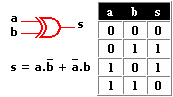 a
b
s
s = a.b̅ + a̅.b
a b s
0 0 0
0 1 1
1 0 1
1 1 0